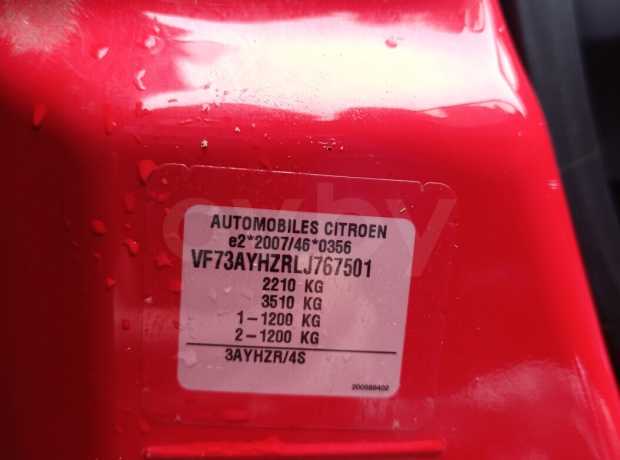 AUTOMOBILES CITROEN
e2*2007/46*0356
VF73AYHZRLJ767501
2210 KG
3510 KG
1-1200 KG
2-1200 KG
3AYHZR/4S